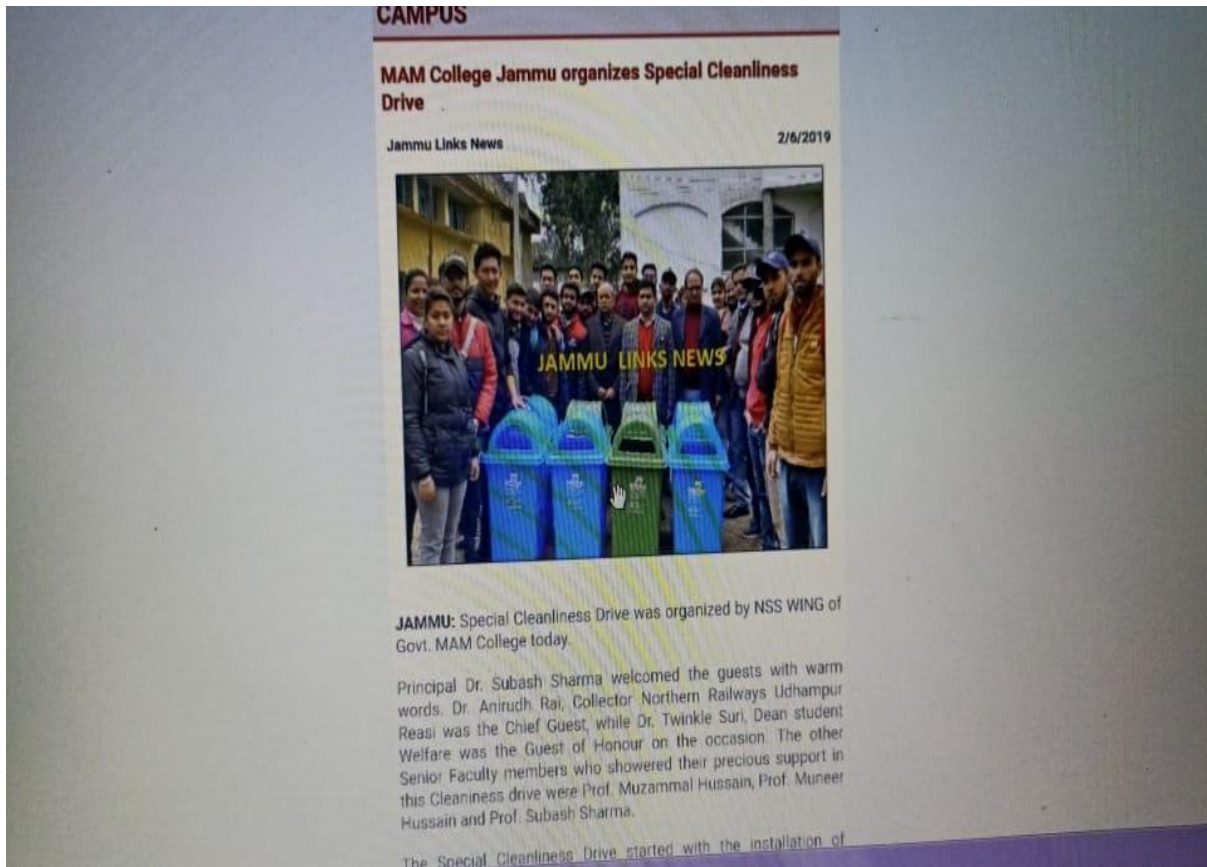 CAMPUS
MAM College Jammu organizes Special Cleanliness
Drive
Jammu Links News 2/6/2019
JAMMU LINKS NEWS
JAMMU: Special Cleanliness Drive was organized by NSS WING of
Govt. MAM College today.
Principal Dr. Subash Sharma welcomed the guests with warm
words. Dr. Anirudh Rai, Collector Northern Railways Udhampur
Reasi was the Chief Guest, while Dr. Twinkle Suri, Dean student
Welfare was the Guest of Honour on the occasion. The other
Senior Faculty members who showered their precious support in
this Cleaniness drive were Prof. Muzammal Hussain, Prof. Muneer
Hussain and Prof. Subash Sharma.
The Special Cleanliness Drive started with the installation of